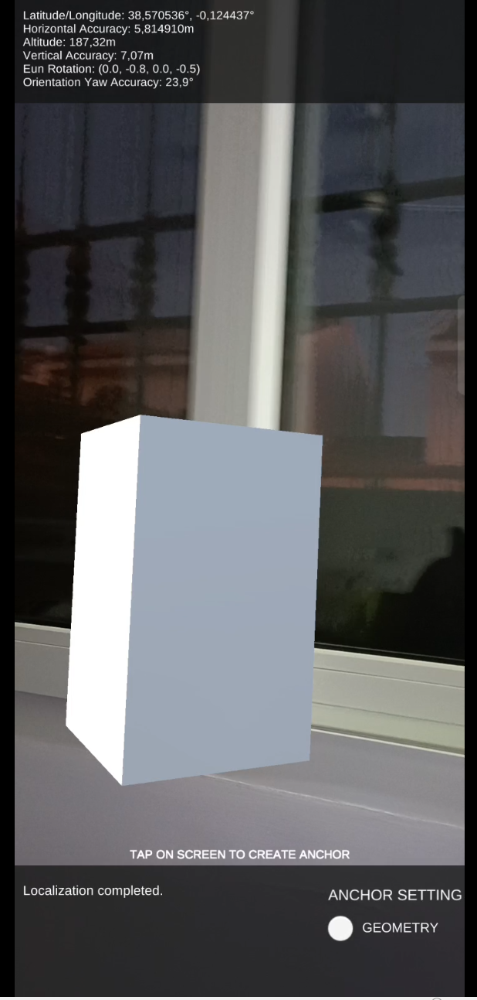 Latitude/Longitude: 38,570536°, -0,124437°
Horizontal Accuracy: 5,814910m
Altitude: 187,32m
Vertical Accuracy: 7,07m
Eun Rotation: (0.0, -0.8, 0.0, -0.5)
Orientation Yaw Accuracy: 23,9°
TAP ON SCREEN TO CREATE ANCHOR
Localization completed.
ANCHOR SETTING
GEOMETRY